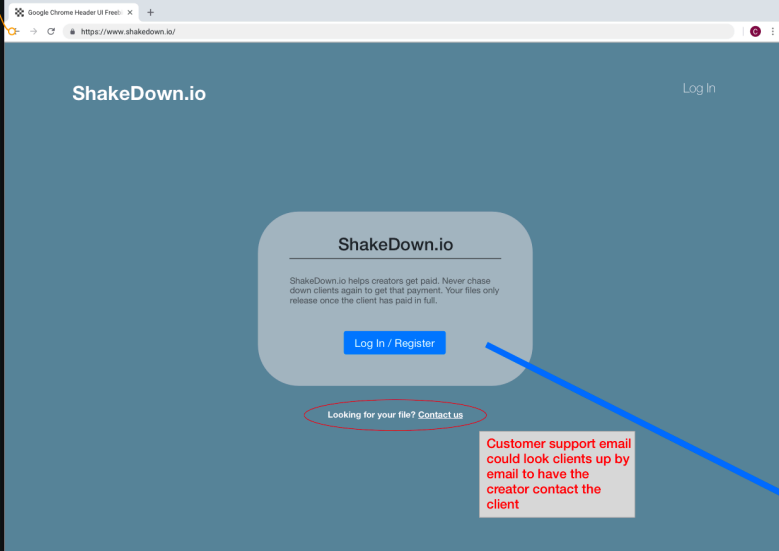 Google Chrome Header UI Freeb
https://www.shakedown.io/
C
ShakeDown.io
Log In
ShakeDown.io
ShakeDown.io helps creators get paid. Never chase
down clients again to get that payment. Your files only
release once the client has paid in full.
Log In / Register
Looking for your file? Contact us
Customer support email
could look clients up by
email to have the
creator contact the
client